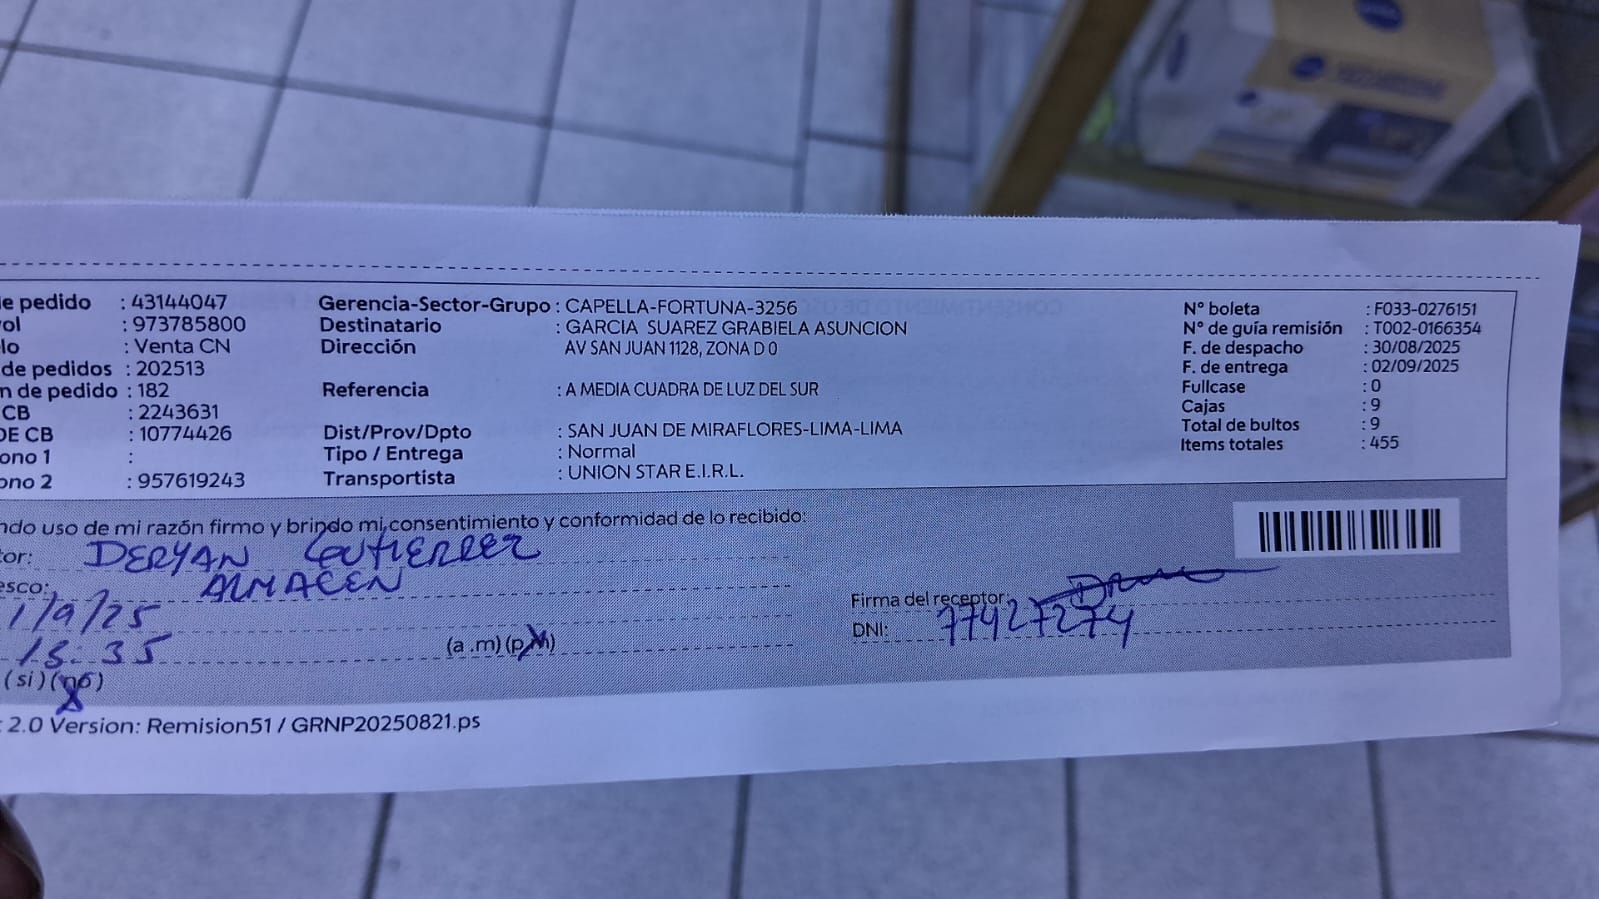 de pedido : 43144047 Gerencia-Sector-Grupo : CAPELLA-FORTUNA-3256 N° boleta : F033-0276151
ol : 973785800 Destinatario : GARCIA SUAREZ GRABIELA ASUNCION N° de guía remisión : T002-0166354
lo : Venta CN Dirección AV SAN JUAN 1128, ZONA D 0 F. de despacho : 30/08/2025
de pedidos : 202513 F. de entrega : 02/09/2025
n de pedido : 182 Referencia : A MEDIA CUADRA DE LUZ DEL SUR Fullcase : 0
CB : 2243631 Cajas : 9
DE CB : 10774426 Dist/Prov/Dpto : SAN JUAN DE MIRAFLORES-LIMA-LIMA Total de bultos : 9
ono 1 : Tipo / Entrega : Normal Items totales : 455
ono 2 : 957619243 Transportista : UNION STAR E.I.R.L.
ndo uso de mi razón firmo y brindo mi consentimiento y conformidad de lo recibido:
tor: DERYAN GUTIERREZ
esco: ALMACEN
1/9/25 Firma del receptor:
15:35 (a .m) (p.M) DNI: 77427274
(si) (no)
2.0 Version: Remision51 / GRNP20250821.ps